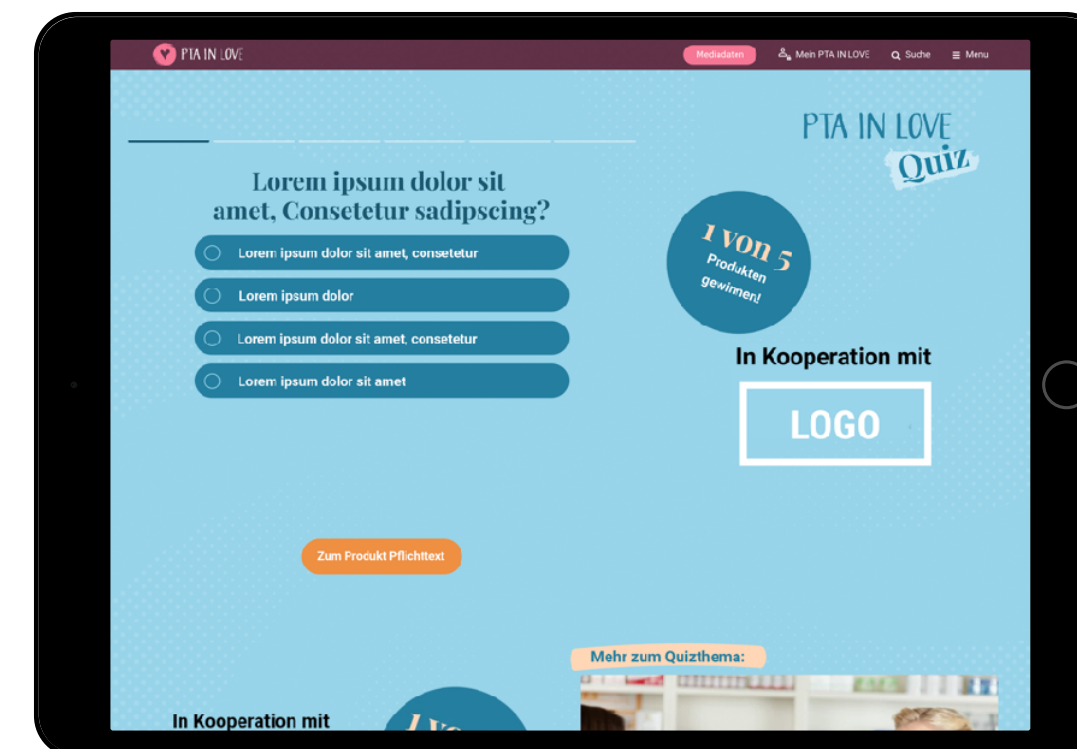 PTA IN LOVE
Mediadaten
Mein PTA IN LOVE
Suche
Menu
PTA IN LOVE
Quiz
Lorem ipsum dolor sit
amet, Consetetur sadipscing?
Lorem ipsum dolor sit amet, consetetur
Lorem ipsum dolor
Lorem ipsum dolor sit amet, consetetur
Lorem ipsum dolor sit amet
1 von 5
Produkten
gewinnen!
In Kooperation mit
LOGO
Zum Produkt Pflichttext
Mehr zum Quizthema:
In Kooperation mit